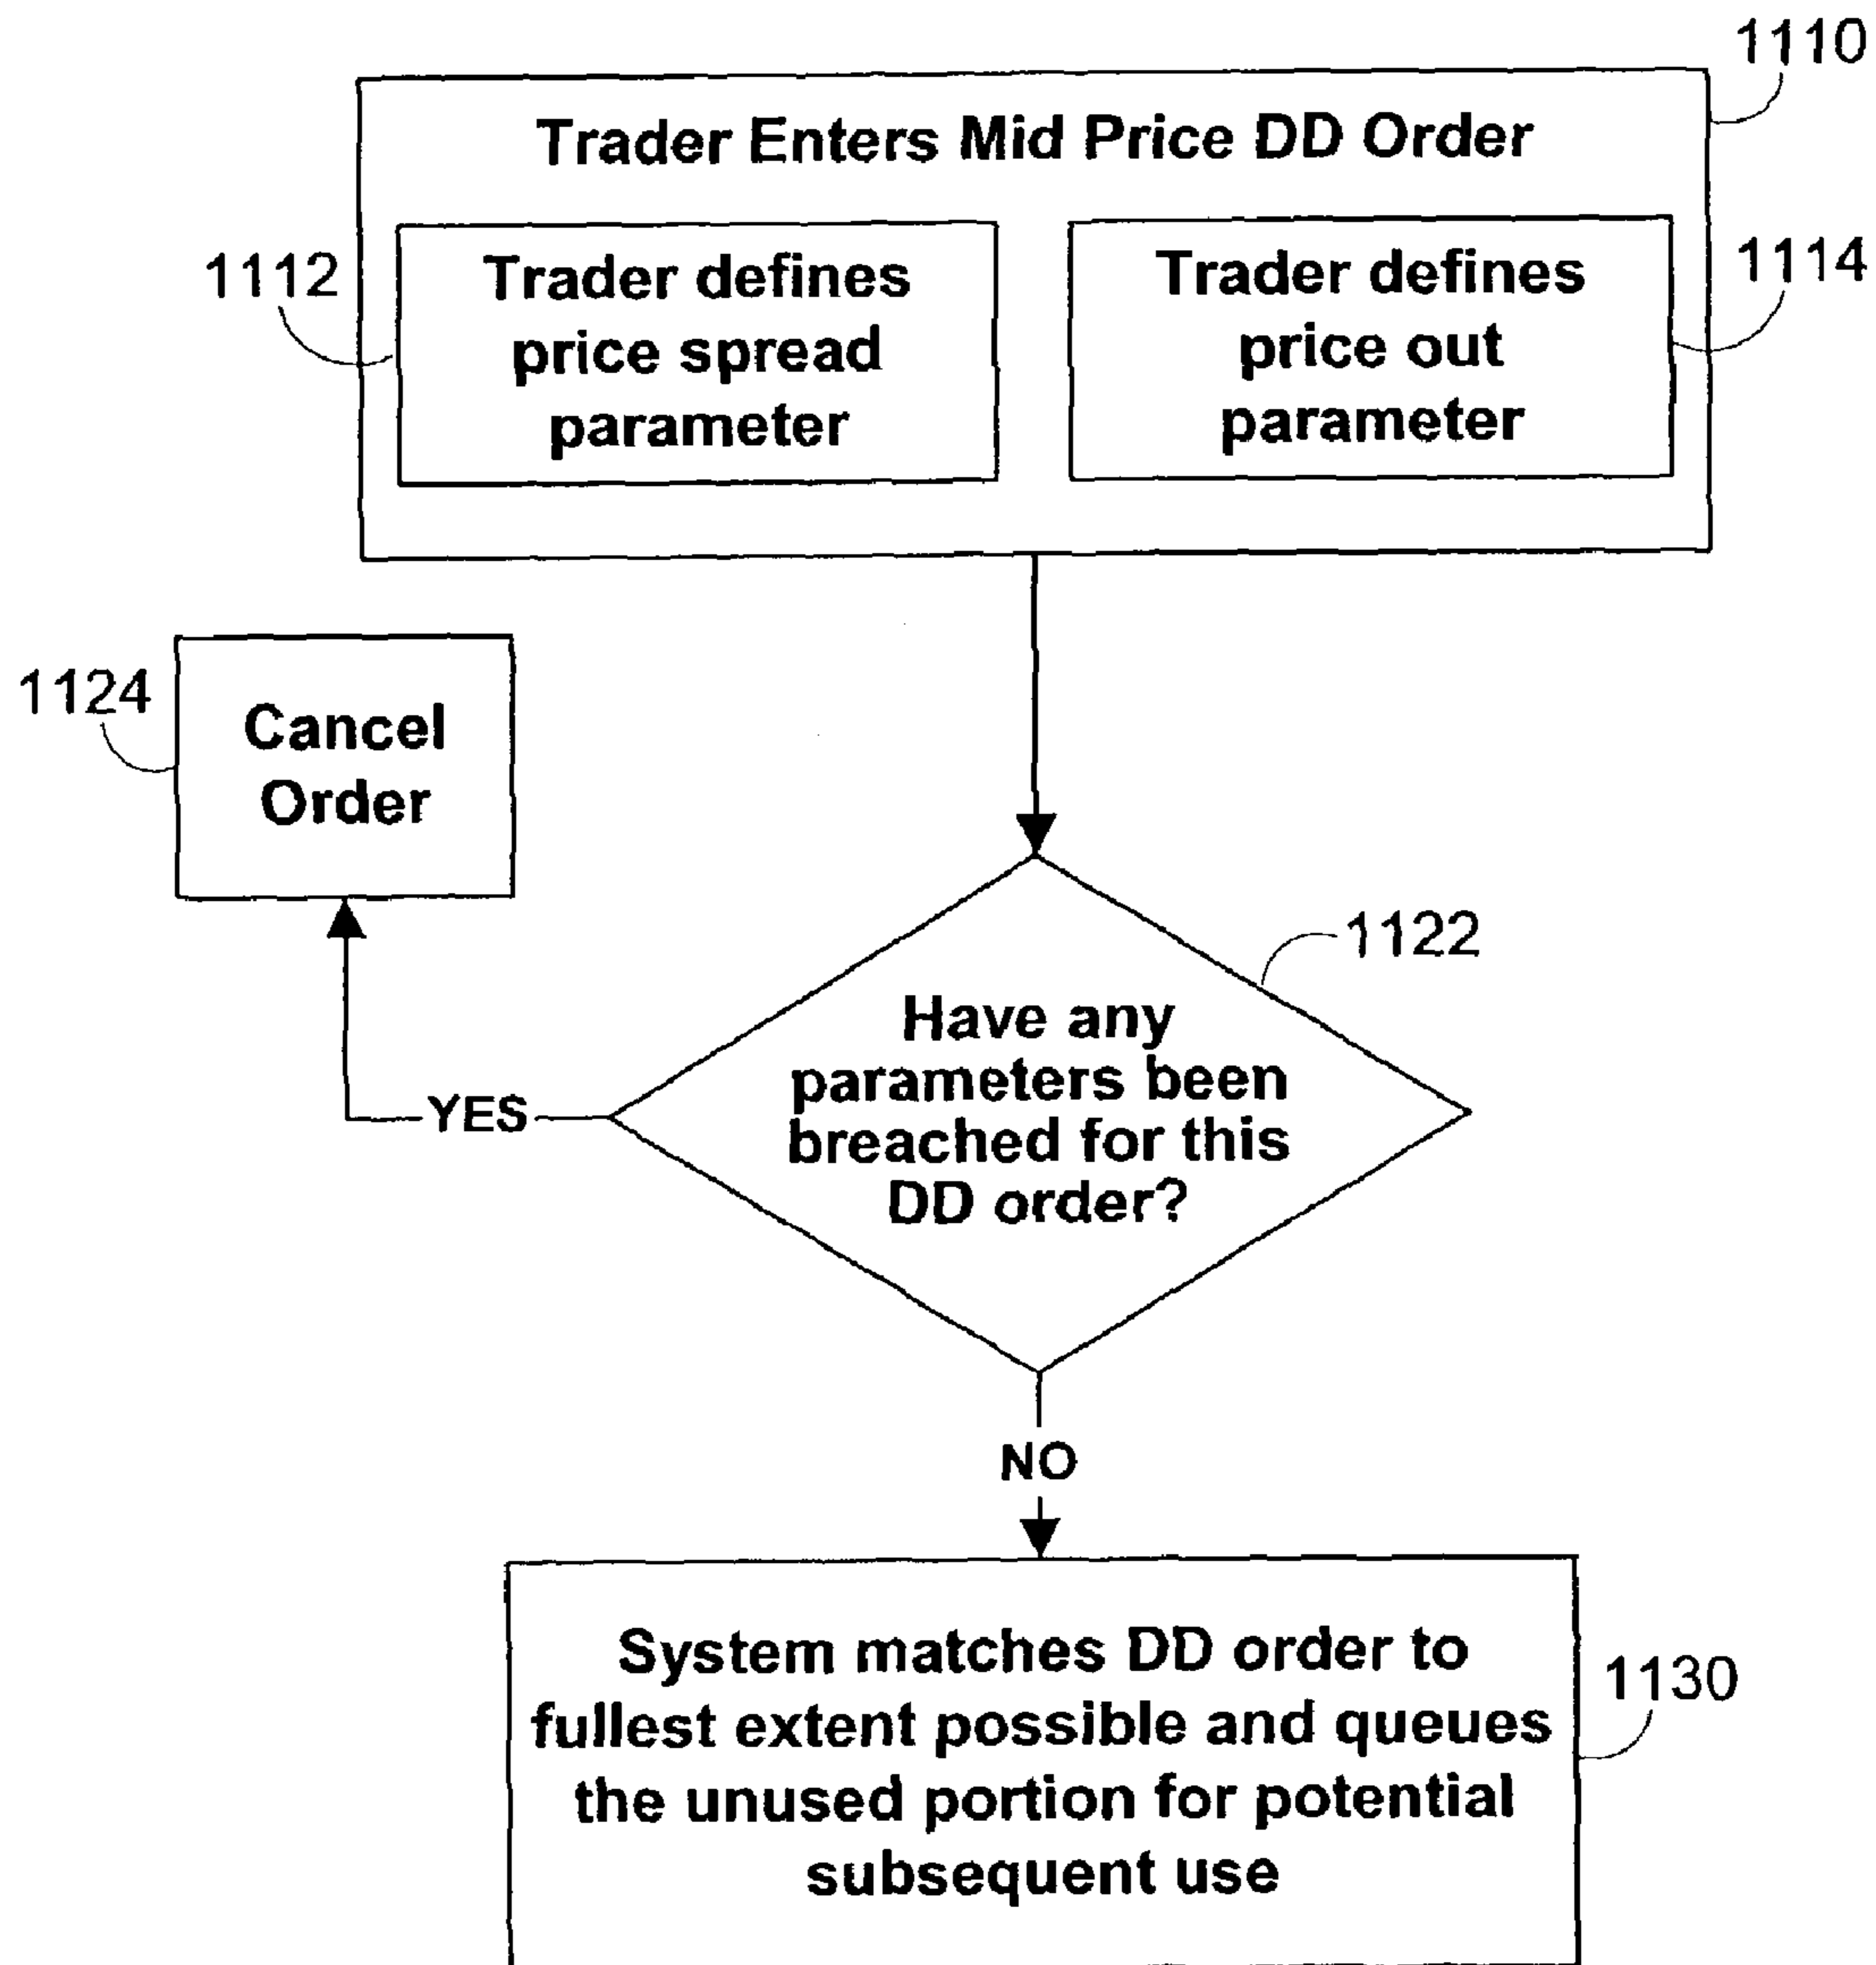 1110
Trader Enters Mid Price DD Order
1112
Trader defines
price spread
parameter
Trader defines
price out
parameter
1114
1124
Cancel
Order
1122
Have any
parameters been
breached for this
DD order?
YES
NO
System matches DD order to
fullest extent possible and queues
the unused portion for potential
subsequent use
1130